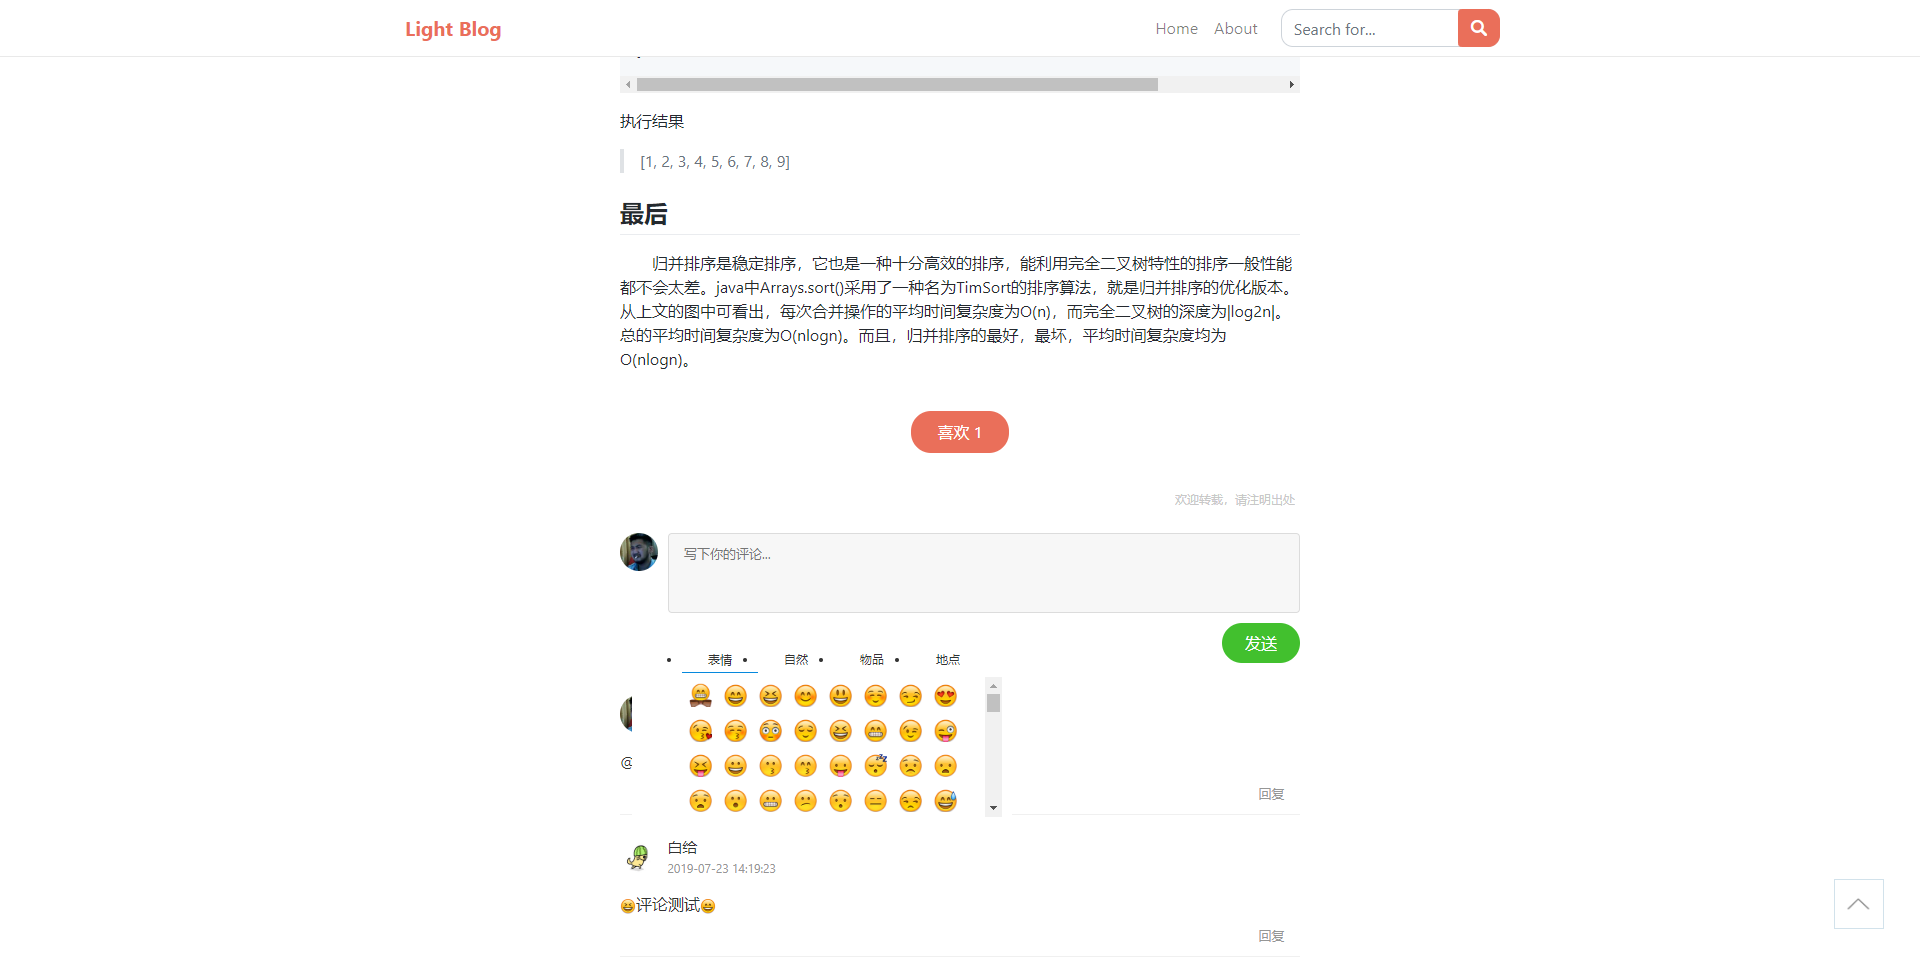 Light Blog
Home
About
Search for...
执行结果
[1, 2, 3, 4, 5, 6, 7, 8, 9]
最后
归并排序是稳定排序，它也是一种十分高效的排序，能利用完全二叉树特性的排序一般性能
都不会太差。java中Arrays.sort()采用了一种名为TimSort的排序算法，就是归并排序的优化版本。
从上文的图中可看出，每次合并操作的平均时间复杂度为O(n)，而完全二叉树的深度为|log2n|。
总的平均时间复杂度为O(nlogn)。而且，归并排序的最好，最坏，平均时间复杂度均为
O(nlogn)。
喜欢 1
欢迎转载，请注明出处
写下你的评论...
发送
表情
自然
物品
地点
@
回复
白给
2019-07-23 14:19:23
😆评论测试😄
回复